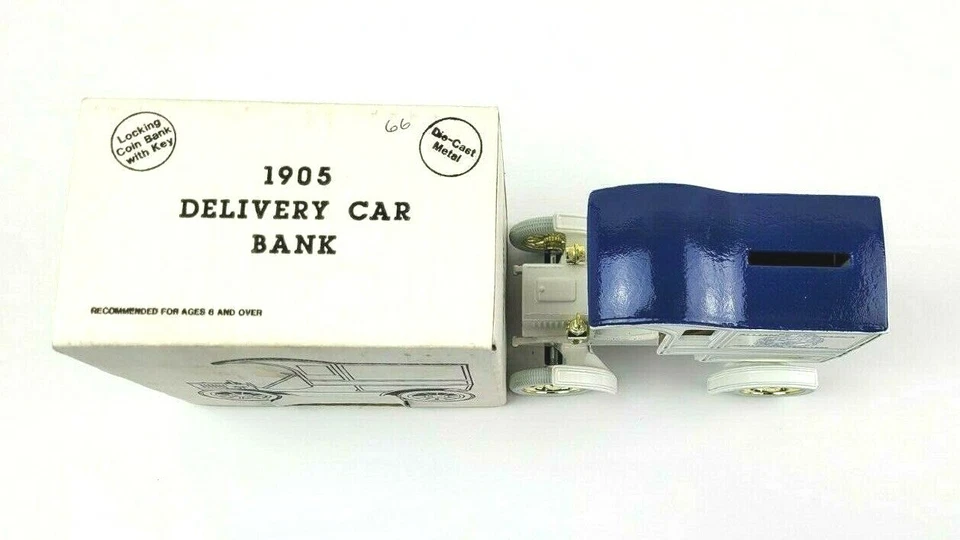 Locking
Coin Bank
with Key
66
Die-Cast
Metal
1905
DELIVERY CAR
BANK
RECOMMENDED FOR AGES 6 AND OVER